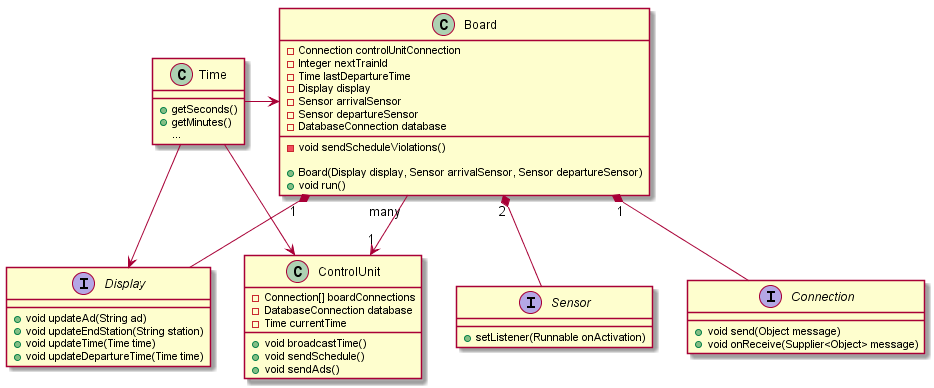 C Board
Connection controlUnitConnection
Integer nextTrainId
Time lastDepartureTime
Display display
Sensor arrivalSensor
Sensor departureSensor
DatabaseConnection database
void sendScheduleViolations()
Board(Display display, Sensor arrivalSensor, Sensor departureSensor)
void run()
C Time
getSeconds()
getMinutes()
...
1
many
1
2
1
I Display
void updateAd(String ad)
void updateEndStation(String station)
void updateTime(Time time)
void updateDepartureTime(Time time)
C ControlUnit
Connection[] boardConnections
DatabaseConnection database
Time currentTime
void broadcastTime()
void sendSchedule()
void sendAds()
I Sensor
setListener(Runnable onActivation)
I Connection
void send(Object message)
void onReceive(Supplier<Object> message)